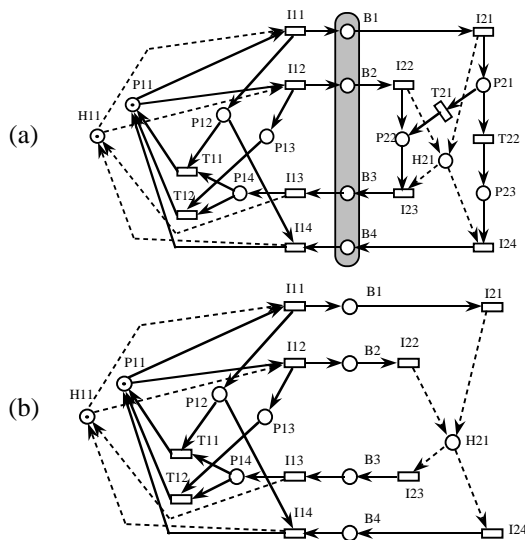 I11 B1 I21
I12 B2 I22
P11 T21 P21
H11 P12 P22
(a) P13 T22
T11 H21
T12 P14 I13 B3 I23 P23
I14 B4 I24
I11 B1 I21
I12 B2 I22
P11
H11 P12
(b) P13
T11 H21
T12 P14 I13 B3 I23
I14 B4 I24